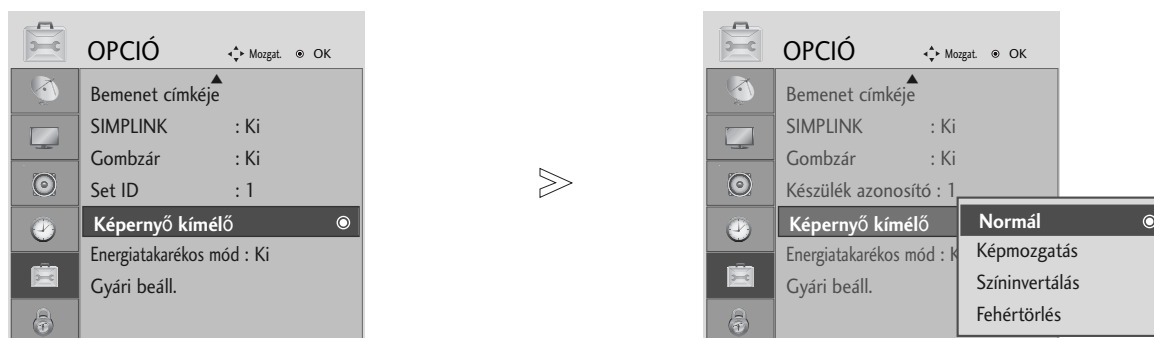 OPCIÓ Mozgat. OK
Bemenet címkéje
SIMPLINK : Ki
Gombzár : Ki
Set ID : 1
Képernyő kímélő
Energiatakarékos mód : Ki
Gyári beáll.
OPCIÓ Mozgat. OK
Bemenet címkéje
SIMPLINK : Ki
Gombzár : Ki
Készülék azonosító : 1
Képernyő kímélő
Energiatakarékos mód : K
Gyári beáll.
Normál
Képmozgatás
Színinvertálás
Fehértörlés